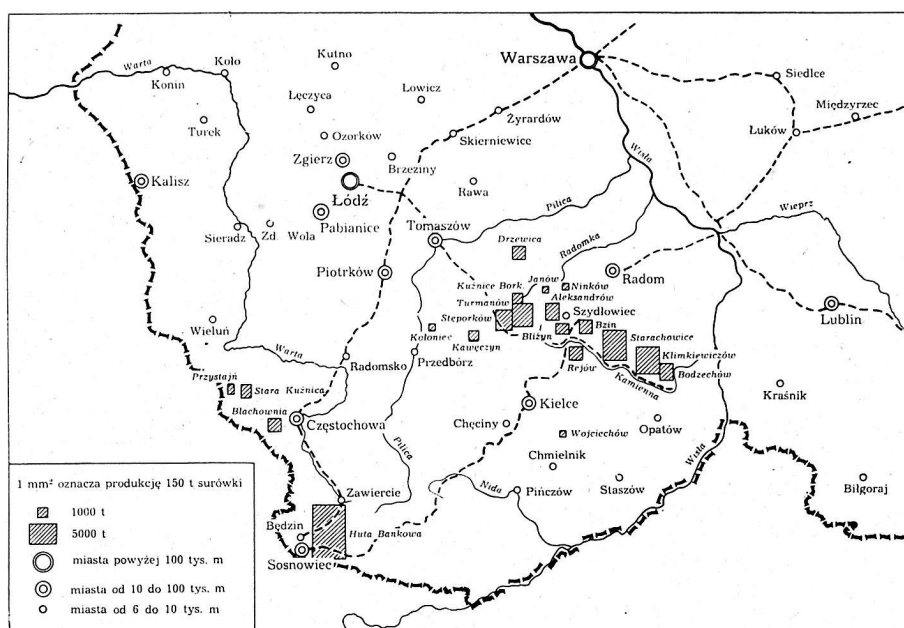 Kutno
Warszawa
Warta
Koło
Konin
Siedlce
Łęczyca
Lowicz
Międzyrzec
Żyrardów
Turek
Ozorków
Skierniewice
Łuków
Zgierz
Brzeziny
Wisła
Kalisz
Łódź
Rawa
Pilica
Wieprz
Sieradz
Zd. Wola
Pabianice
Tomaszów
Drzewica
Radomka
Piotrków
Radom
Kuźnice Bork.
Janów
Ninków
Turmanów
Aleksandrów
Lublin
Stęporków
Szydłowiec
Wieluń
Koloniec
Bliżyn
Bzin
Starachowice
Warta
Kawęczyn
Radomsko
Przedbórz
Rejów
Klimkiewiczów
Kamienna
Bodzechów
Przystajń
Stara Kuźnica
Kraśnik
Blachownia
Kielce
Częstochowa
Chęciny
Wojciechów
Opatów
Pilica
Chmielnik
Wisła
1 mm² oznacza produkcję 150 t surówki
Zawiercie
Nida
Pińczów
Staszów
Biłgoraj
1000 t
5000 t
Będzin
Huta Bankowa
Sosnowiec
miasta powyżej 100 tys. m
miasta od 10 do 100 tys. m
miasta od 6 do 10 tys. m